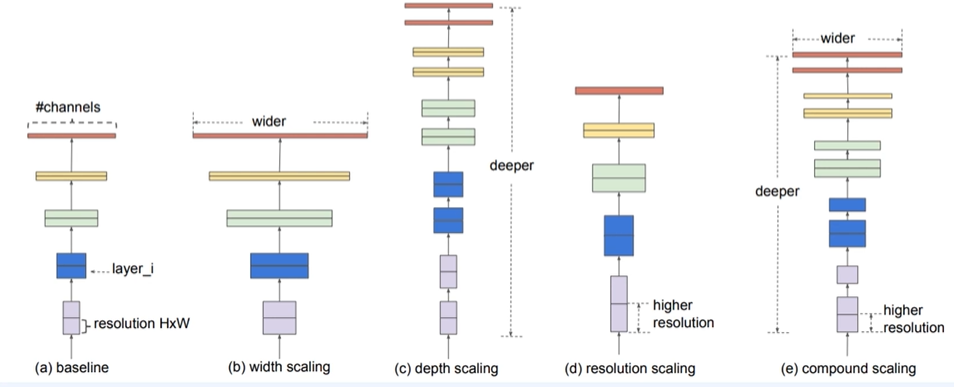 #channels
layer_i
resolution HxW
(a) baseline
wider
(b) width scaling
deeper
(c) depth scaling
higher
resolution
(d) resolution scaling
wider
deeper
higher
resolution
(e) compound scaling